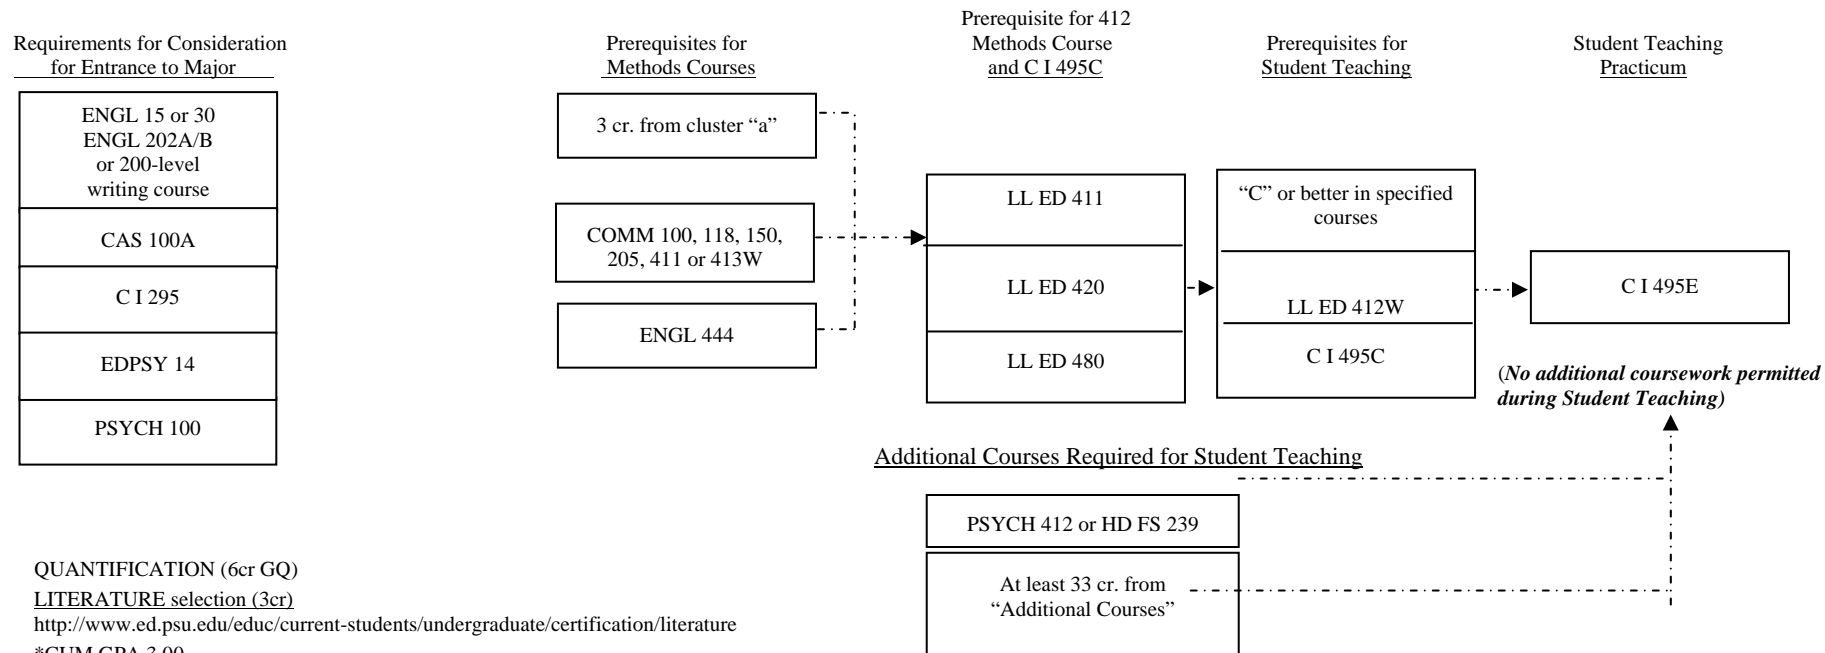 Requirements for Consideration
for Entrance to Major
ENGL 15 or 30
ENGL 202A/B
or 200-level
writing course
CAS 100A
C I 295
EDPSY 14
PSYCH 100
Prerequisites for
Methods Courses
3 cr. from cluster “a”
COMM 100, 118, 150,
205, 411 or 413W
ENGL 444
Prerequisite for 412
Methods Course
and C I 495C
LL ED 411
LL ED 420
LL ED 480
Prerequisites for
Student Teaching
“C” or better in specified
courses
LL ED 412W
C I 495C
Student Teaching
Practicum
C I 495E
(No additional coursework permitted
during Student Teaching)
Additional Courses Required for Student Teaching
PSYCH 412 or HD FS 239
At least 33 cr. from
“Additional Courses”
QUANTIFICATION (6cr GQ)
LITERATURE selection (3cr)
http://www.ed.psu.edu/educ/current-students/undergraduate/certification/literature
*CUM GPA 3.00